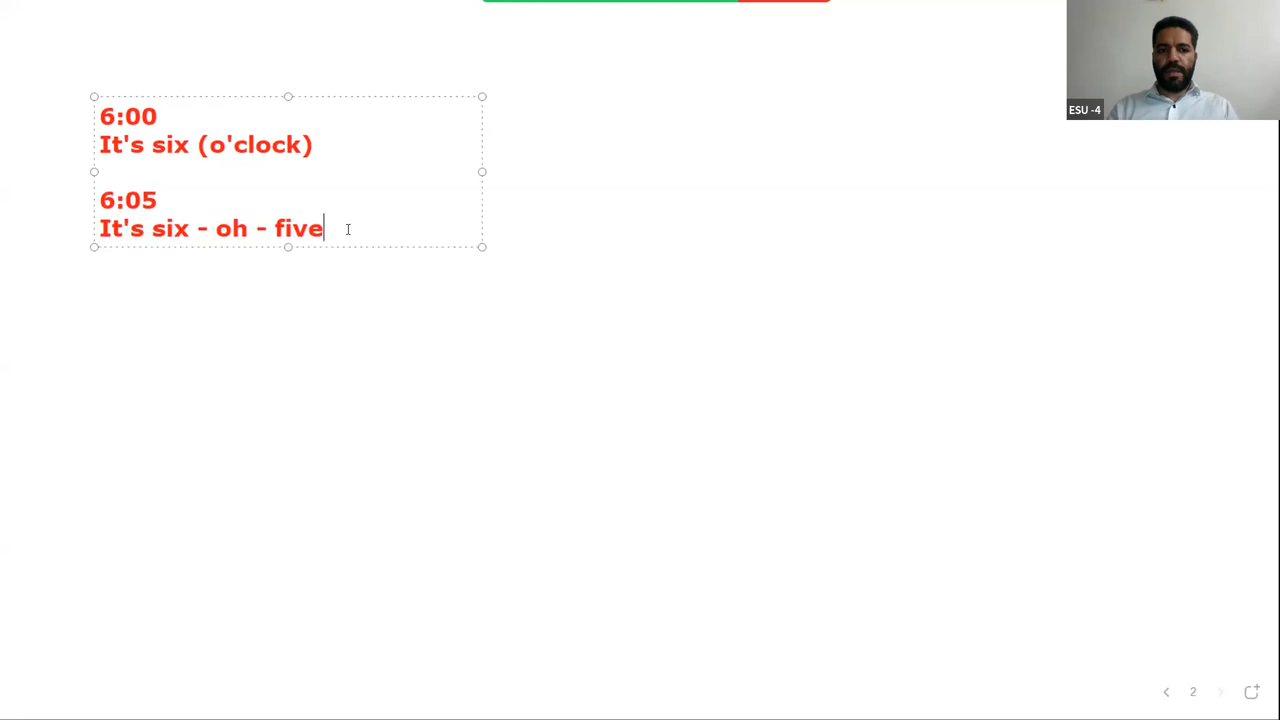 6:00
It's six (o'clock)
6:05
It's six - oh - five
ESU -4
2